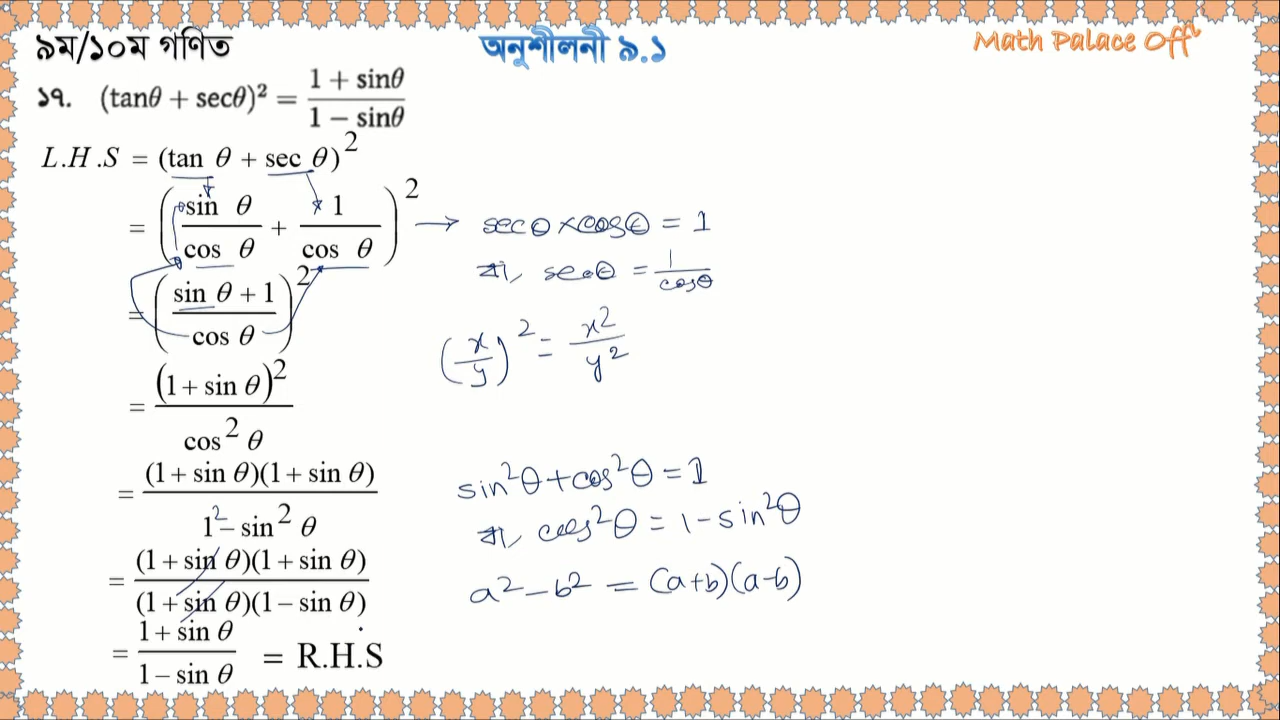 ৯ম/১০ম গণিত
অনুশীলনী ৯.১
Math Palace Off
১৭. (tanθ + secθ)² = (1 + sinθ)/(1 − sinθ)
L.H.S = (tan θ + sec θ)²
= (sin θ/cos θ + 1/cos θ)² → secθ×cosθ = 1
বা, secθ = 1/cosθ
= ((sin θ + 1)/cos θ)²
(x/y)² = x²/y²
= (1 + sin θ)²/cos² θ
= (1 + sin θ)(1 + sin θ)/(1² − sin² θ)
sin²θ + cos²θ = 1
বা, cos²θ = 1 − sin²θ
= (1 + sin θ)(1 + sin θ)/(1 + sin θ)(1 − sin θ)
a² − b² = (a+b)(a−b)
= (1 + sin θ)/(1 − sin θ) = R.H.S